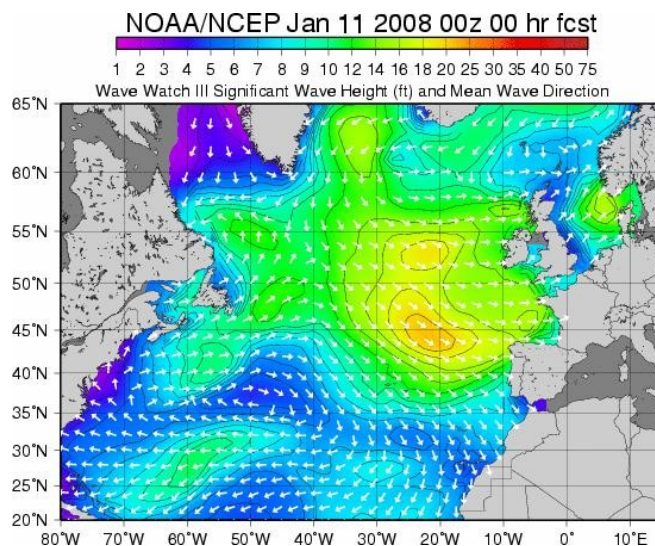 NOAA/NCEP Jan 11 2008 00z 00 hr fcst
1 2 3 4 5 6 7 8 9 10 12 14 16 18 20 25 30 35 40 50 75
Wave Watch III Significant Wave Height (ft) and Mean Wave Direction
65°N
60°N
55°N
50°N
45°N
40°N
35°N
30°N
25°N
20°N
80°W 70°W 60°W 50°W 40°W 30°W 20°W 10°W 0° 10°E